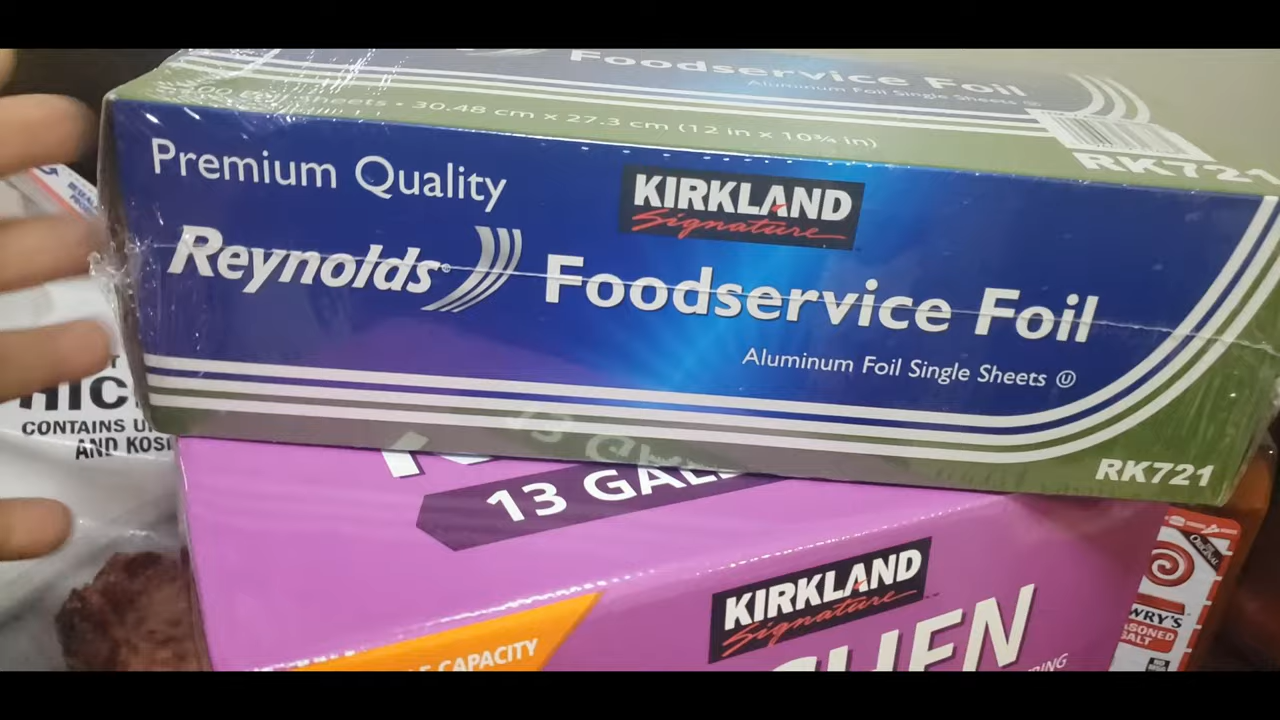 Foodservice Foil
Aluminum Foil Single Sheets
sheets • 30.48 cm x 27.3 cm (12 in x 10¾ in)
RK721
Premium Quality
KIRKLAND
Signature
Reynolds
Foodservice Foil
Aluminum Foil Single Sheets Ⓤ
RK721
CONTAINS
AND
13
KIRKLAND
Signature
CAPACITY
SALT